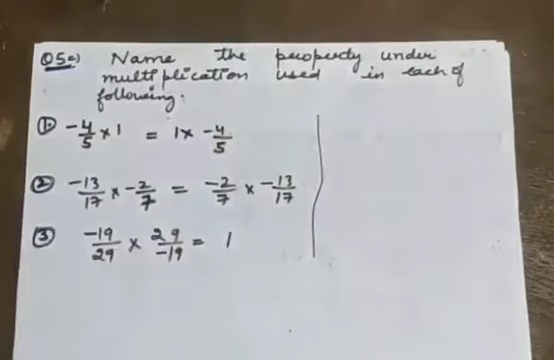 Q5a) Name the property under
multiplication used in each of
following.
① -4/5 × 1 = 1 × -4/5
② -13/17 × -2/7 = -2/7 × -13/17
③ -19/29 × 29/-19 = 1